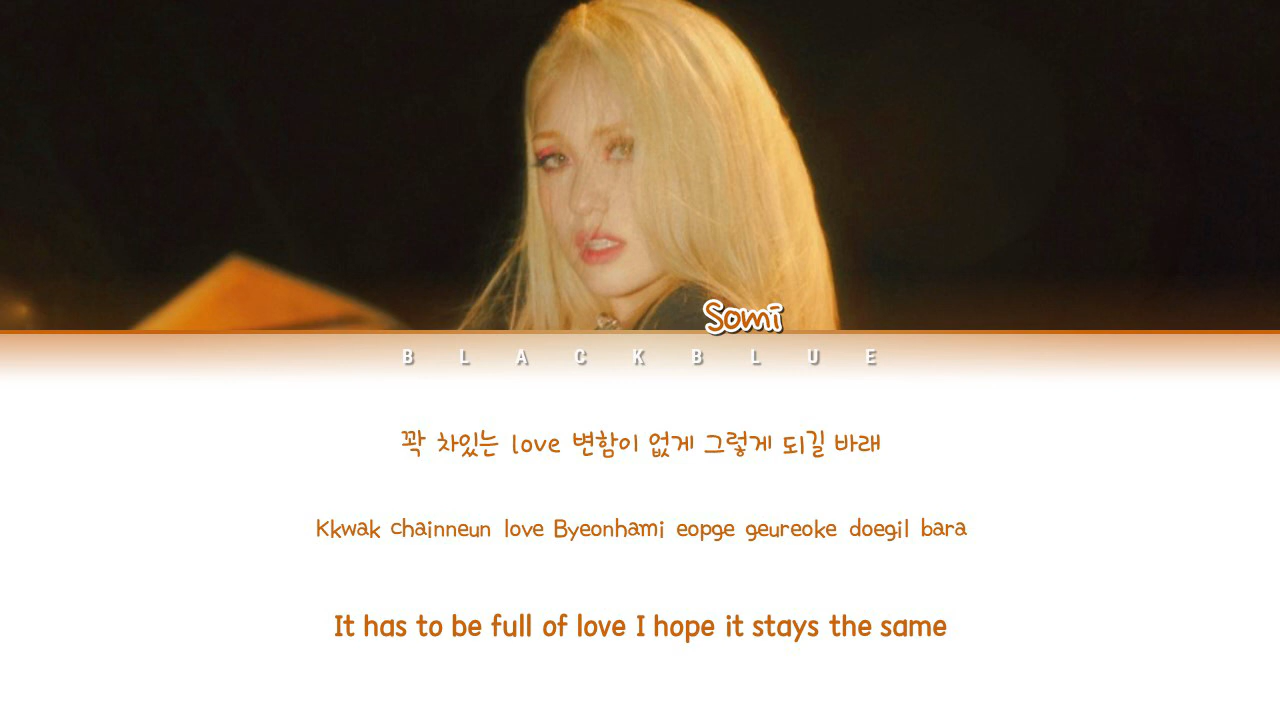 Somi
BLACKBLUE
꽉 차있는 love 변함이 없게 그렇게 되길 바래
Kkwak chainneun love Byeonhami eopge geureoke doegil bara
It has to be full of love I hope it stays the same